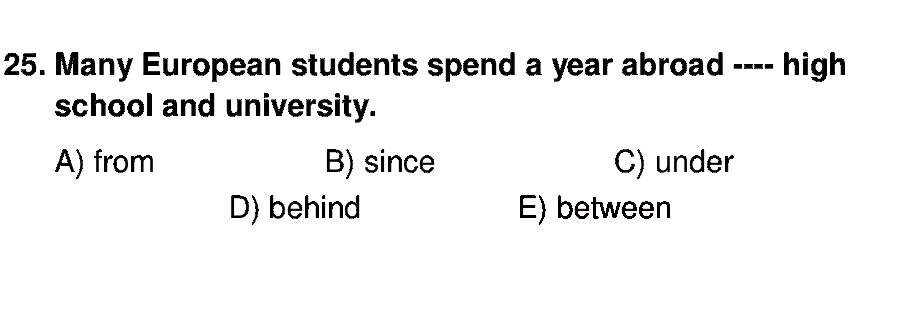 25. Many European students spend a year abroad ---- high
school and university.
A) from B) since C) under
D) behind E) between